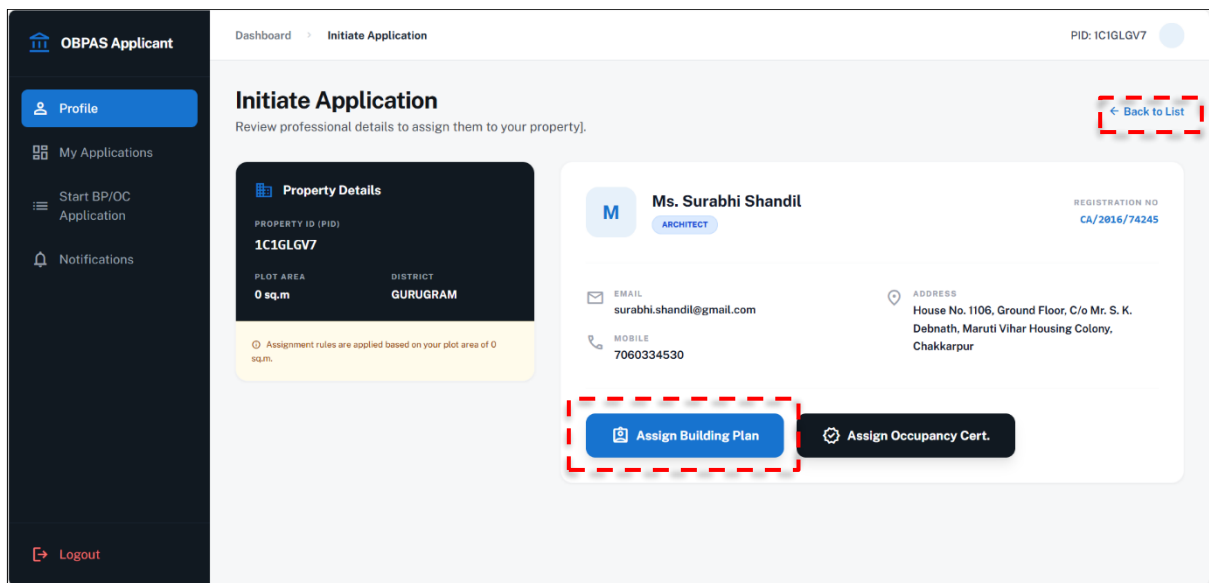 OBPAS Applicant
Profile
My Applications
Start BP/OC
Application
Notifications
Logout
Dashboard > Initiate Application
PID: 1C1GLGV7
Initiate Application
Review professional details to assign them to your property].
← Back to List
Property Details
PROPERTY ID (PID)
1C1GLGV7
PLOT AREA DISTRICT
0 sq.m GURUGRAM
Assignment rules are applied based on your plot area of 0
sq.m.
M
Ms. Surabhi Shandil
ARCHITECT
REGISTRATION NO
CA/2016/74245
EMAIL
surabhi.shandil@gmail.com
MOBILE
7060334530
ADDRESS
House No. 1106, Ground Floor, C/o Mr. S. K.
Debnath, Maruti Vihar Housing Colony,
Chakkarpur
Assign Building Plan
Assign Occupancy Cert.